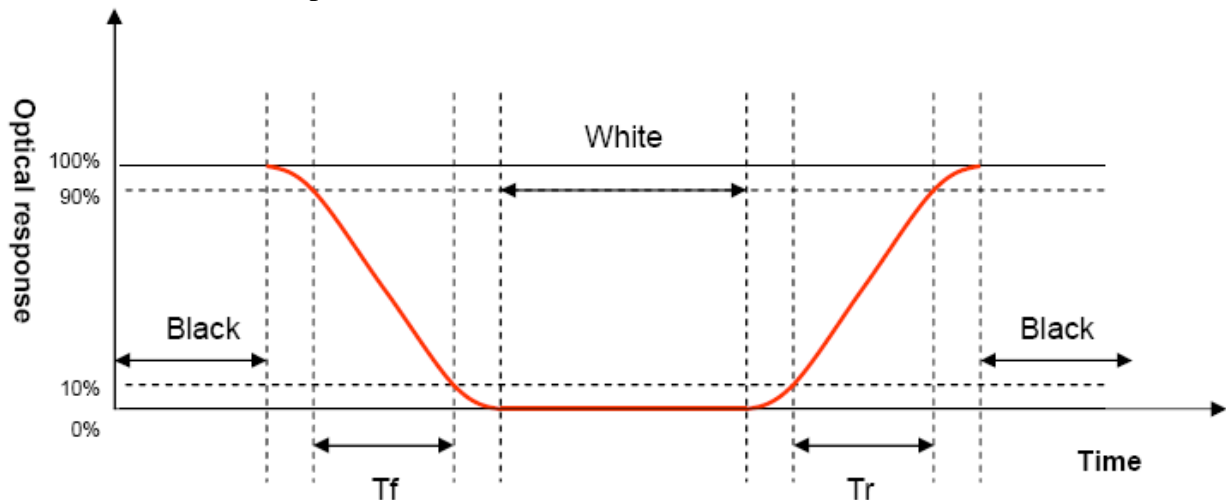 Optical response
White
100%
90%
Black
Black
10%
0%
Tf
Tr
Time